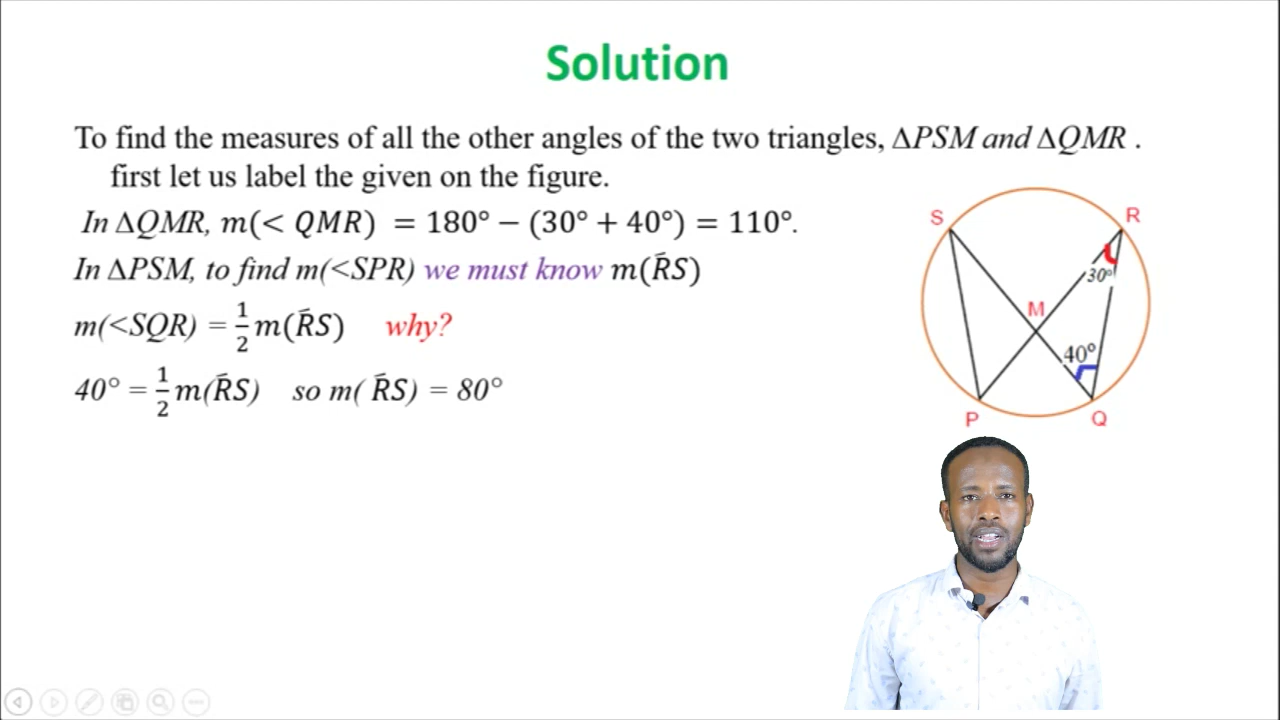 Solution
To find the measures of all the other angles of the two triangles, ΔPSM and ΔQMR .
first let us label the given on the figure.
In ΔQMR, m(< QMR) = 180° − (30° + 40°) = 110°.
In ΔPSM, to find m(<SPR) we must know m(R̄S)
m(<SQR) = 1/2 m(R̄S) why?
40° = 1/2 m(R̄S) so m( R̄S) = 80°
S
R
30°
M
40°
P
Q